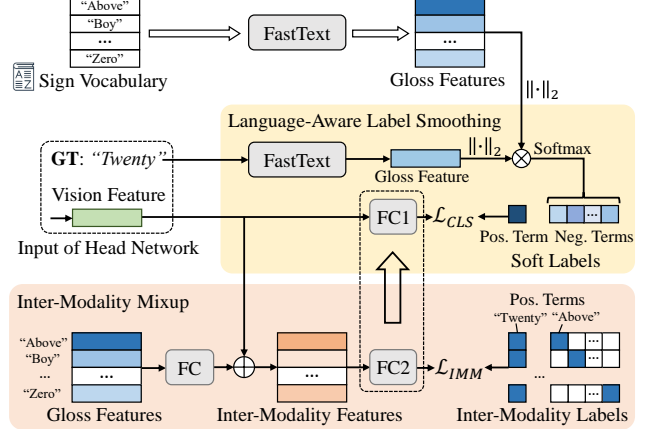 "Above"
"Boy"
...
"Zero"
FastText
Sign Vocabulary
Gloss Features
‖·‖₂
Language-Aware Label Smoothing
GT: "Twenty"
FastText
Gloss Feature
‖·‖₂
Softmax
Vision Feature
Input of Head Network
FC1
ℒCLS
Pos. Term
...
Neg. Terms
Soft Labels
Inter-Modality Mixup
"Above"
"Boy"
...
"Zero"
...
Gloss Features
FC
...
Inter-Modality Features
FC2
ℒIMM
Pos. Terms
"Twenty"
"Above"
...
...
...
...
Inter-Modality Labels